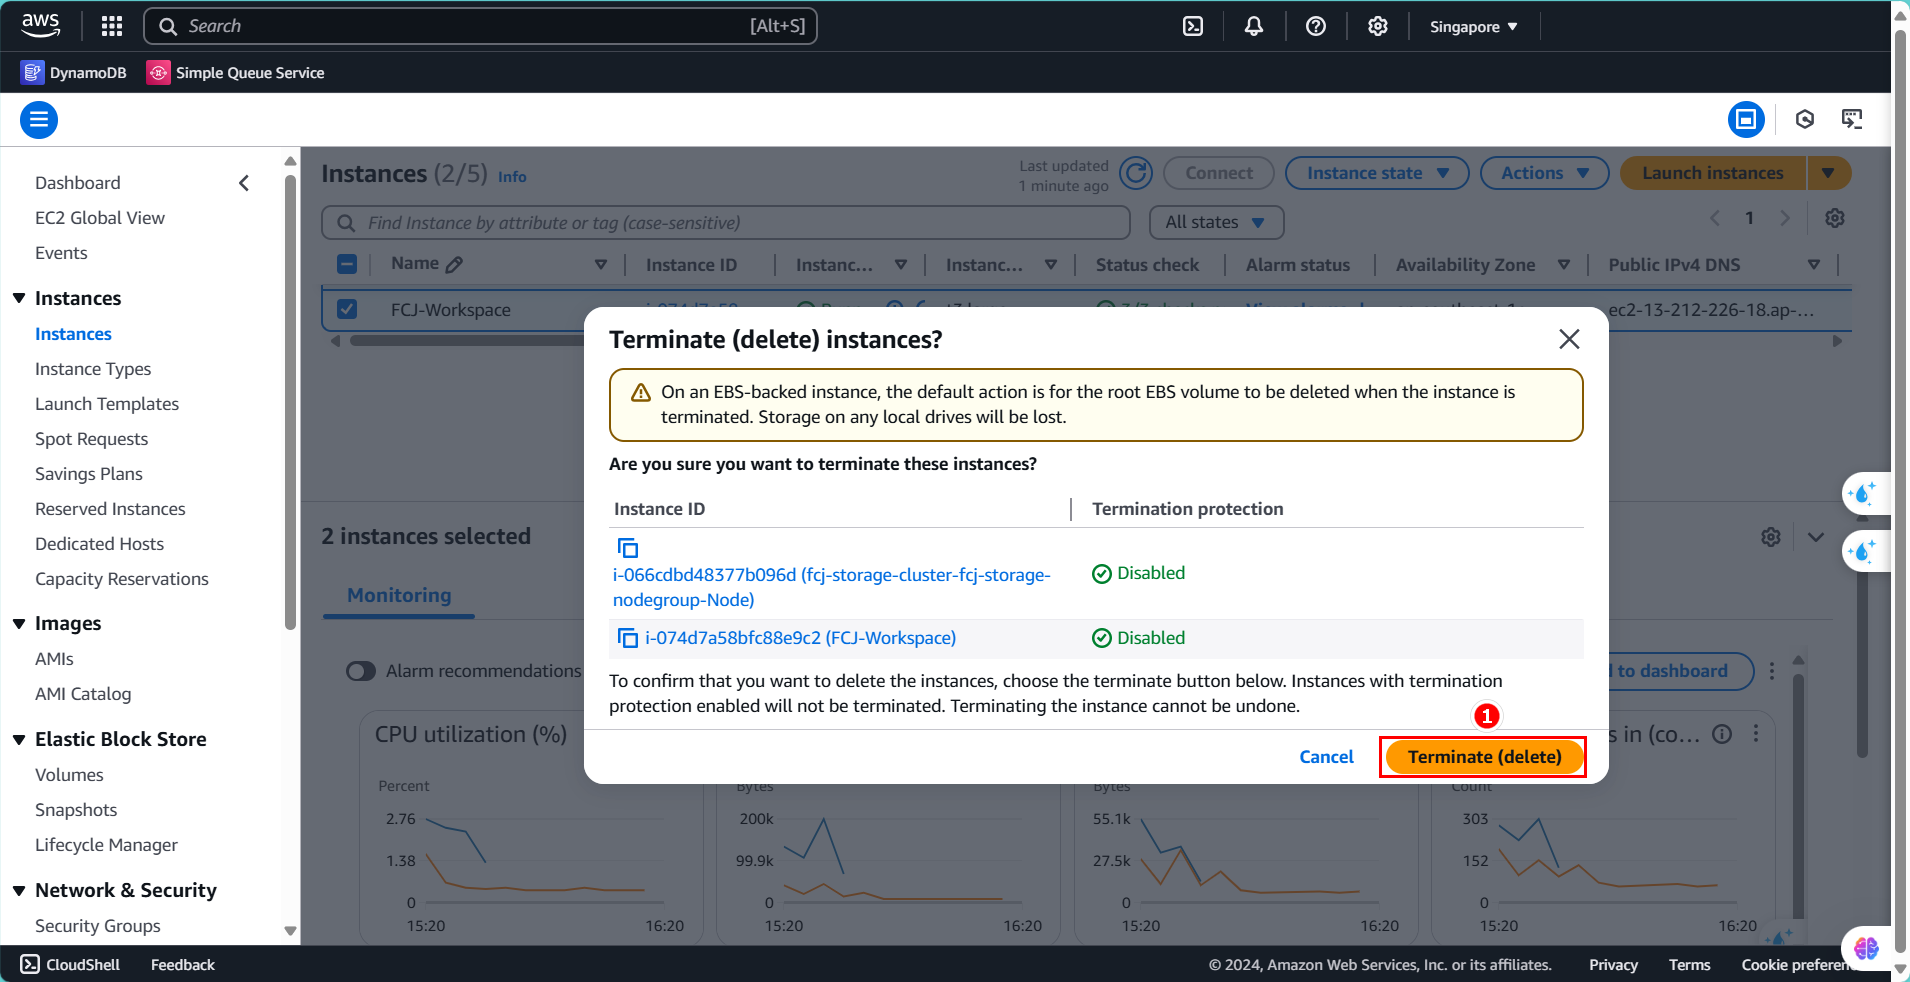 aws
Search
[Alt+S]
Singapore
DynamoDB
Simple Queue Service
Dashboard
EC2 Global View
Events
Instances
Instances
Instance Types
Launch Templates
Spot Requests
Savings Plans
Reserved Instances
Dedicated Hosts
Capacity Reservations
Images
AMIs
AMI Catalog
Elastic Block Store
Volumes
Snapshots
Lifecycle Manager
Network & Security
Security Groups
Instances (2/5) Info
Last updated
1 minute ago
Connect
Instance state
Actions
Launch instances
Find Instance by attribute or tag (case-sensitive)
All states
1
Name
Instance ID
Instanc...
Instanc...
Status check
Alarm status
Availability Zone
Public IPv4 DNS
FCJ-Workspace
ec2-13-212-226-18.ap-...
2 instances selected
Monitoring
Alarm recommendations
to dashboard
Terminate (delete) instances?
On an EBS-backed instance, the default action is for the root EBS volume to be deleted when the instance is
terminated. Storage on any local drives will be lost.
Are you sure you want to terminate these instances?
Instance ID
Termination protection
i-066cdbd48377b096d (fcj-storage-cluster-fcj-storage-
nodegroup-Node)
Disabled
i-074d7a58bfc88e9c2 (FCJ-Workspace)
Disabled
To confirm that you want to delete the instances, choose the terminate button below. Instances with termination
protection enabled will not be terminated. Terminating the instance cannot be undone.
1
Cancel
Terminate (delete)
CPU utilization (%)
Percent
2.76
1.38
0
15:20
16:20
Bytes
200k
99.9k
0
15:20
16:20
Bytes
55.1k
27.5k
0
15:20
16:20
s in (co...
Count
303
152
0
15:20
16:20
CloudShell
Feedback
© 2024, Amazon Web Services, Inc. or its affiliates.
Privacy
Terms
Cookie preferen